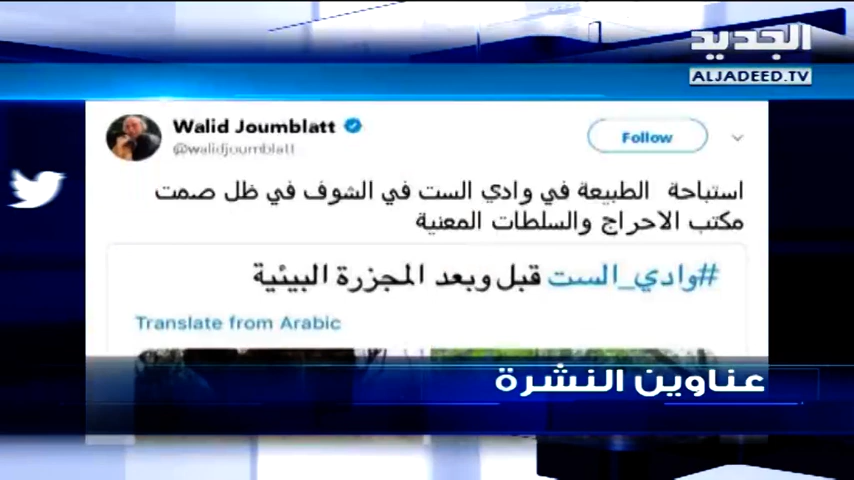 الجديد
ALJADEED.TV
Walid Joumblatt
@walidjoumblatt
Follow
استباحة الطبيعة في وادي الست في الشوف في ظل صمت
مكتب الاحراج والسلطات المعنية
#وادي_الست قبل وبعد المجزرة البيئية
Translate from Arabic
عناوين النشرة